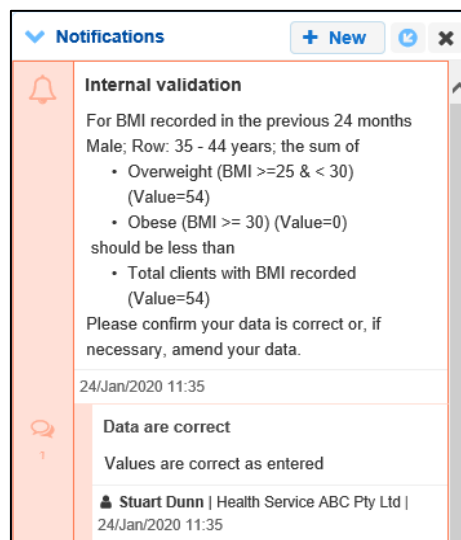 Notifications
+ New
Internal validation
For BMI recorded in the previous 24 months
Male; Row: 35 - 44 years; the sum of
• Overweight (BMI >=25 & < 30)
(Value=54)
• Obese (BMI >= 30) (Value=0)
should be less than
• Total clients with BMI recorded
(Value=54)
Please confirm your data is correct or, if
necessary, amend your data.
24/Jan/2020 11:35
1
Data are correct
Values are correct as entered
Stuart Dunn | Health Service ABC Pty Ltd |
24/Jan/2020 11:35